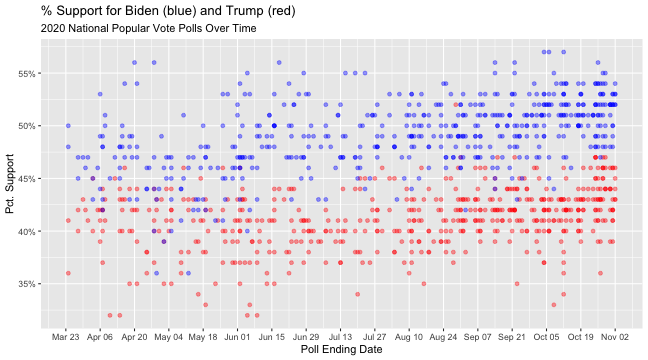 % Support for Biden (blue) and Trump (red)
2020 National Popular Vote Polls Over Time
Pct. Support
55%
50%
45%
40%
35%
Mar 23 Apr 06 Apr 20 May 04 May 18 Jun 01 Jun 15 Jun 29 Jul 13 Jul 27 Aug 10 Aug 24 Sep 07 Sep 21 Oct 05 Oct 19 Nov 02
Poll Ending Date